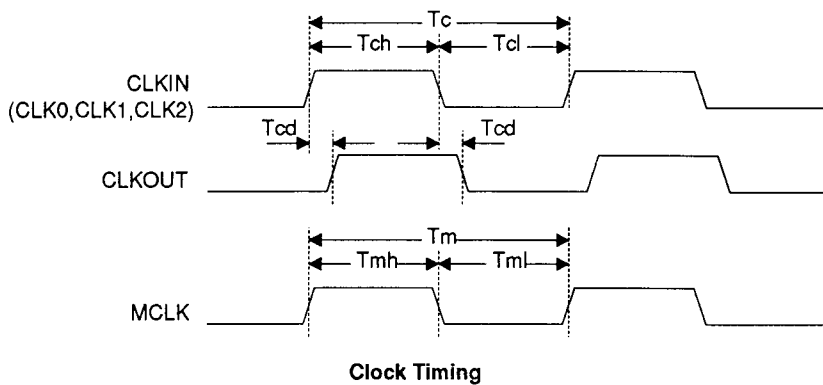 Tc
Tch Tcl
CLKIN
(CLK0,CLK1,CLK2)
Tcd Tcd
CLKOUT
Tm
Tmh Tml
MCLK
Clock Timing